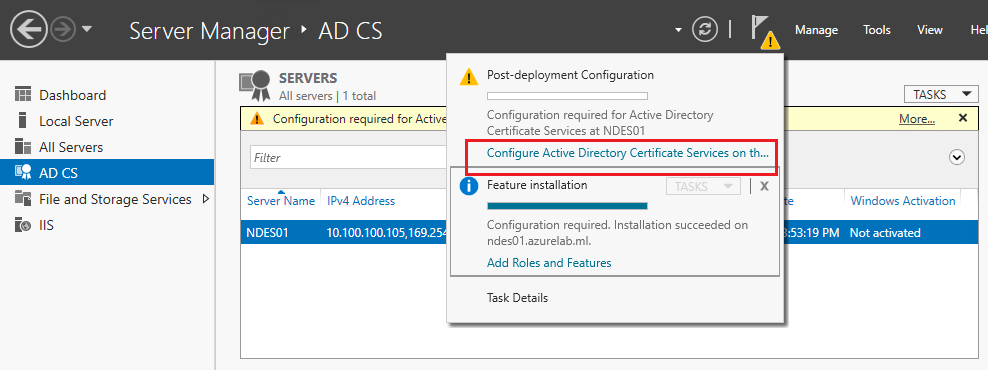 Server Manager ‣ AD CS
Manage Tools View Hel
Dashboard
Local Server
All Servers
AD CS
File and Storage Services
IIS
SERVERS
All servers | 1 total
TASKS
Configuration required for Active
More...
Filter
Server Name IPv4 Address
te Windows Activation
NDES01 10.100.100.105,169.254
3:53:19 PM Not activated
Post-deployment Configuration
Configuration required for Active Directory
Certificate Services at NDES01
Configure Active Directory Certificate Services on th...
Feature installation
TASKS
X
Configuration required. Installation succeeded on
ndes01.azurelab.ml.
Add Roles and Features
Task Details